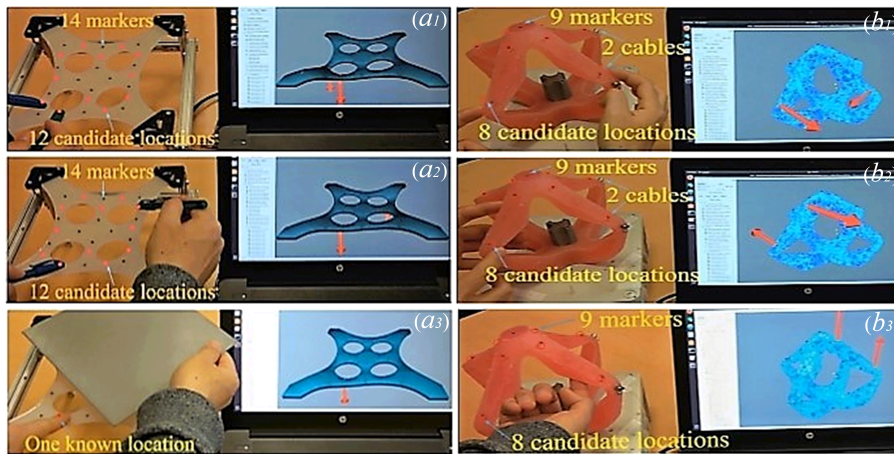 14 markers
(a1)
12 candidate locations
9 markers
(b1)
2 cables
8 candidate locations
14 markers
(a2)
12 candidate locations
9 markers
(b2)
2 cables
8 candidate locations
(a3)
One known location
9 markers
(b3)
8 candidate locations